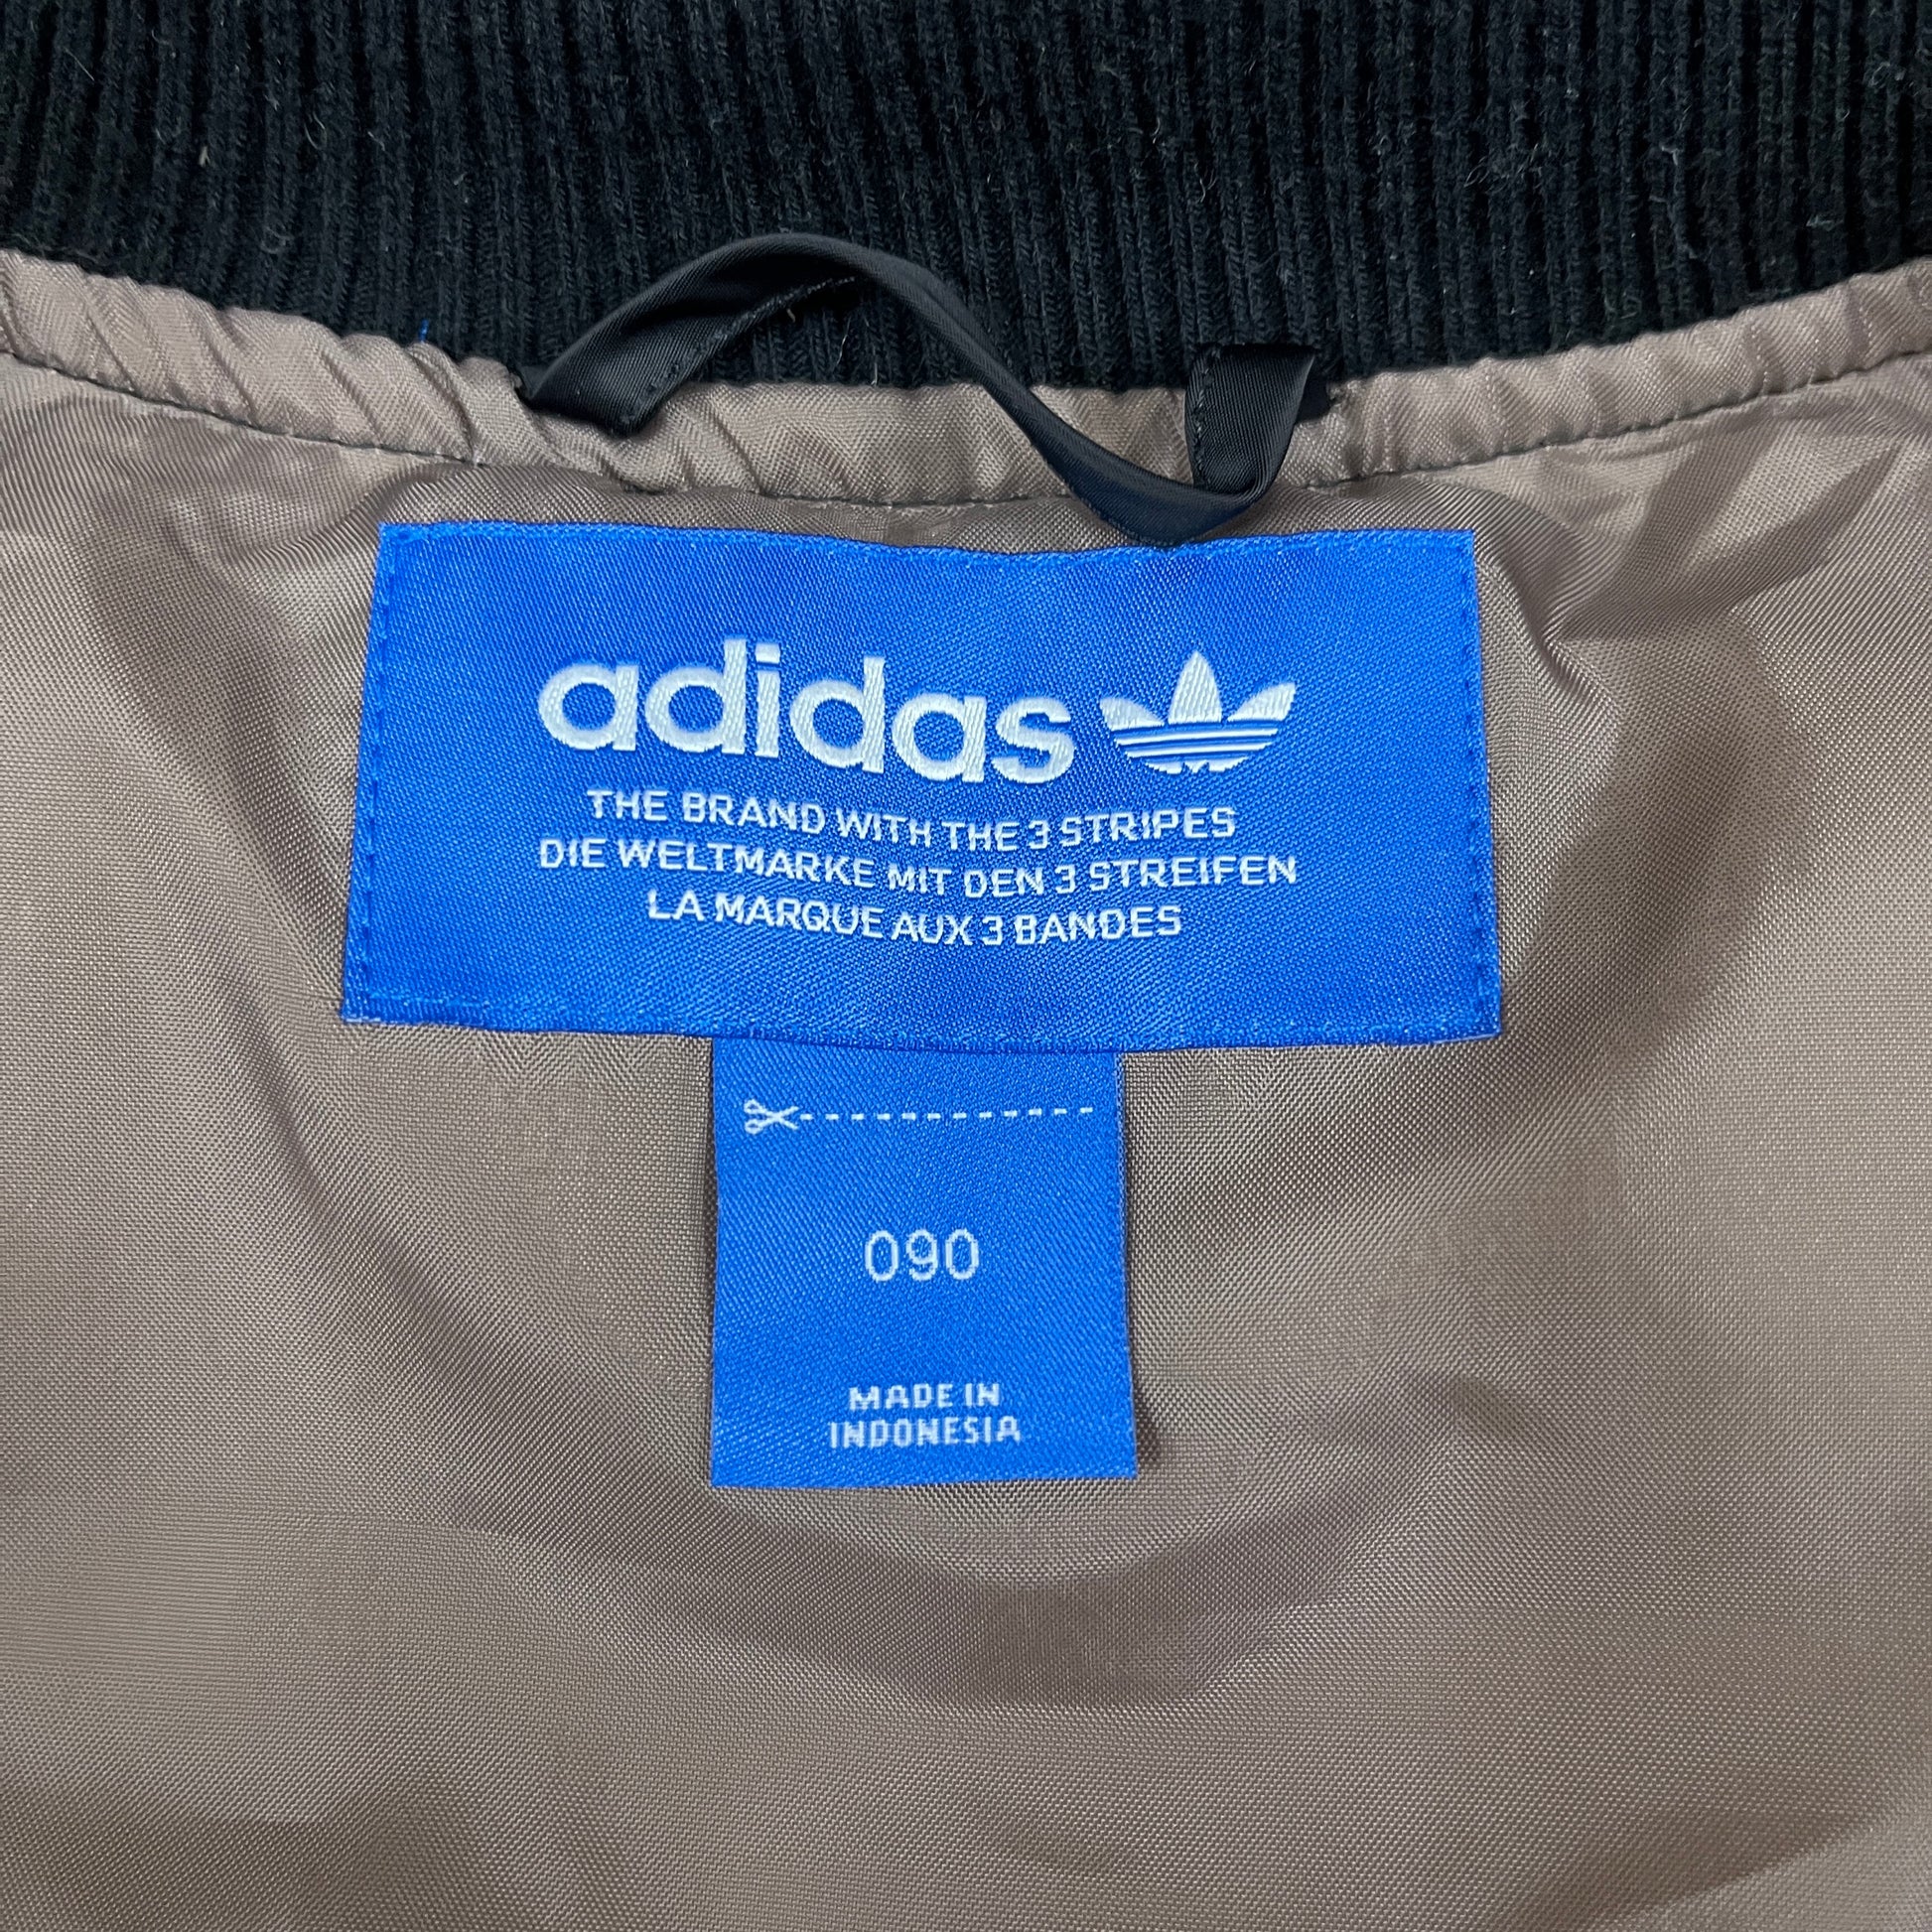 adidas
THE BRAND WITH THE 3 STRIPES
DIE WELTMARKE MIT DEN 3 STREIFEN
LA MARQUE AUX 3 BANDES
090
MADE IN
INDONESIA